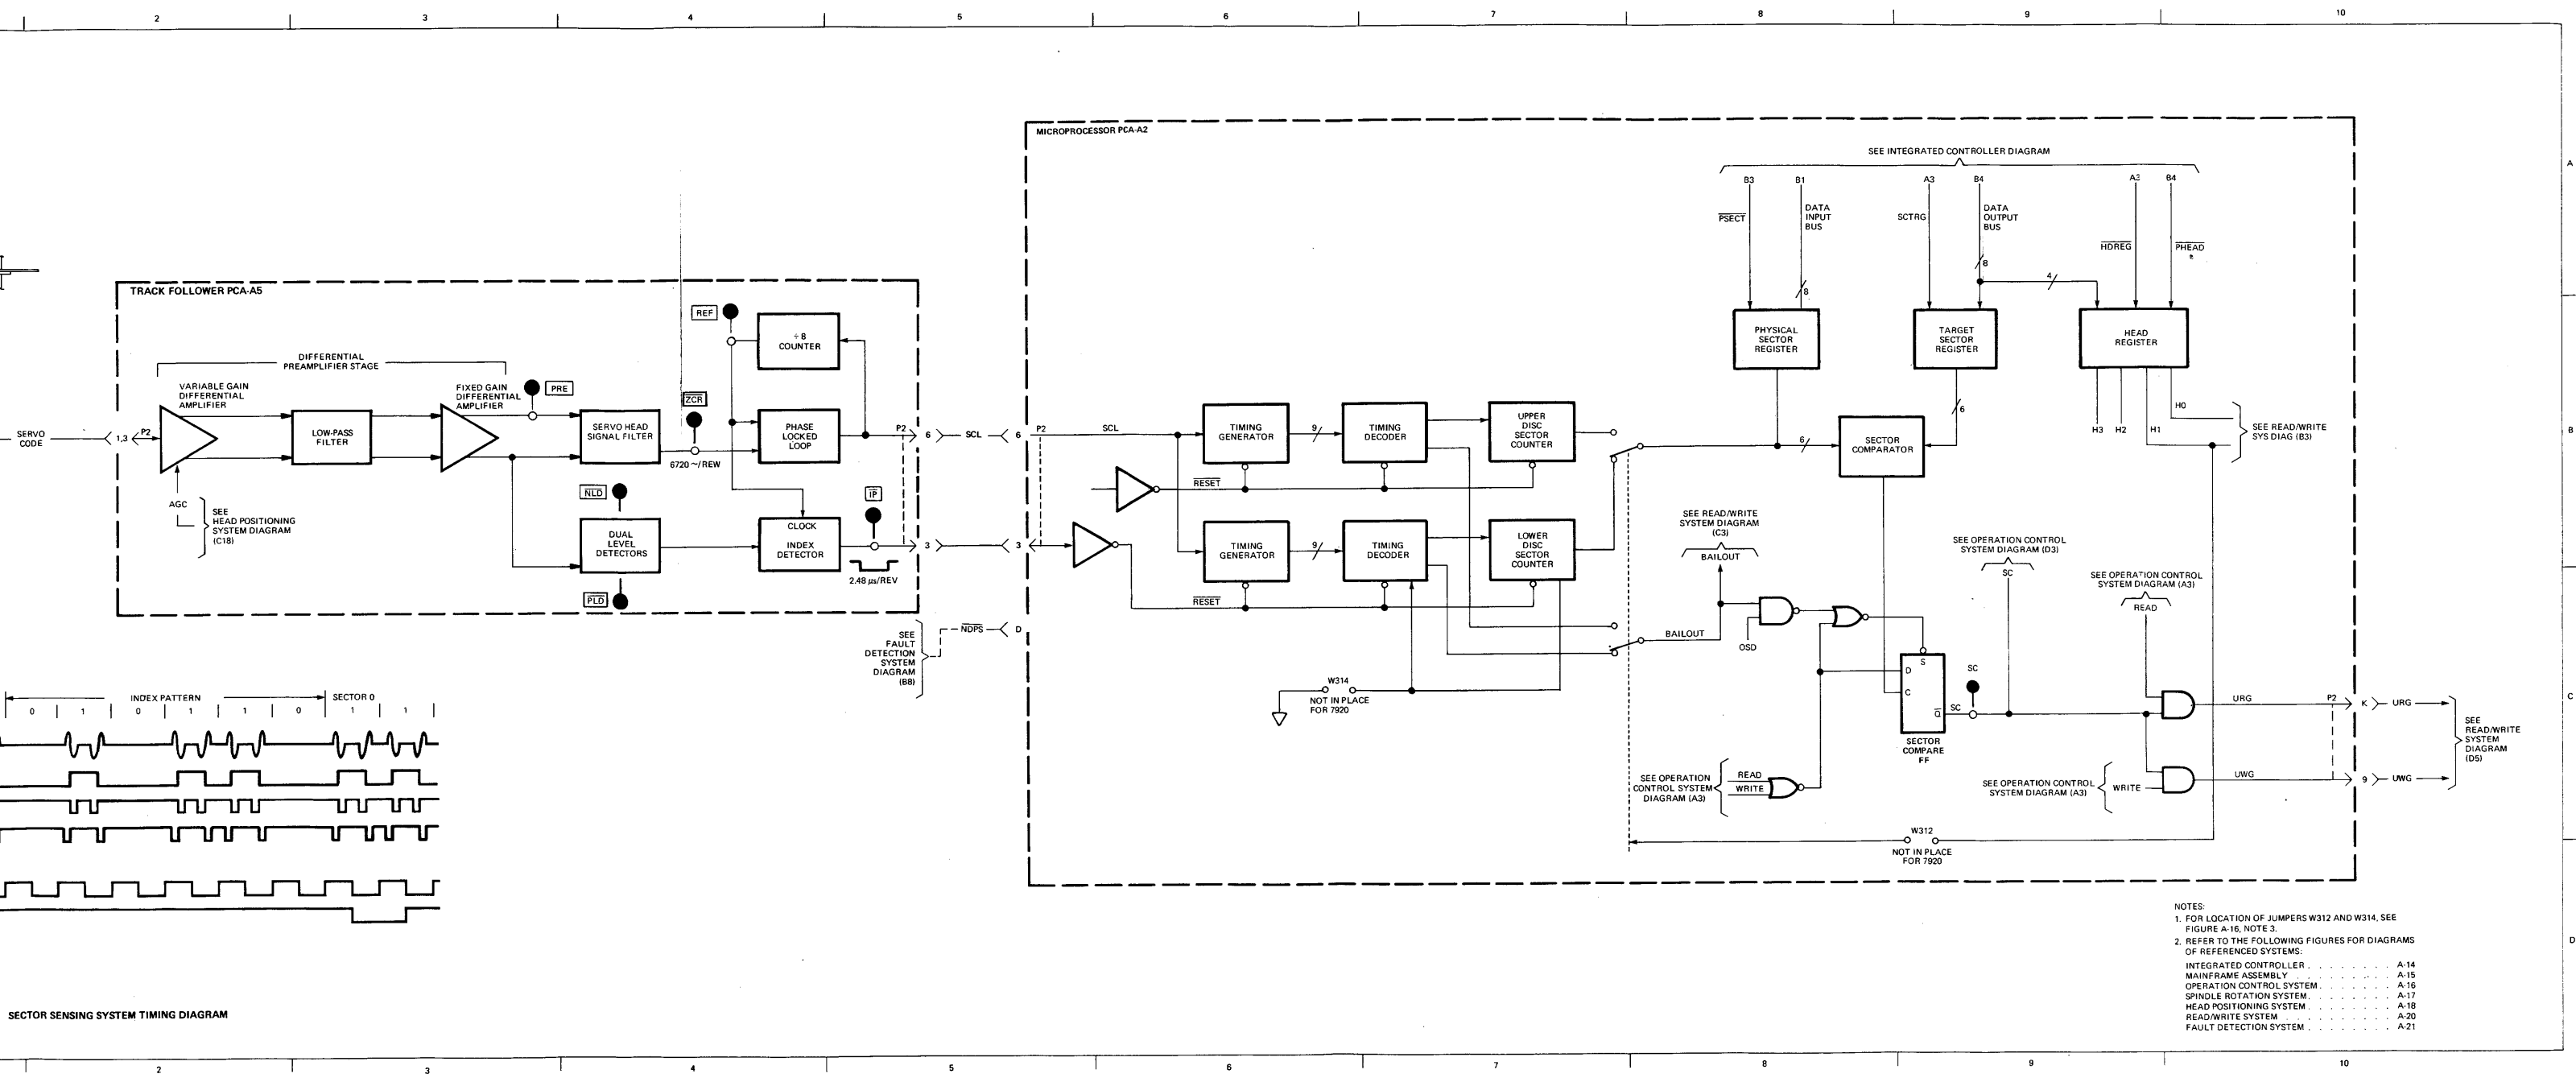 2
3
4
5
6
7
8
9
10
A
B
C
D
TRACK FOLLOWER PCA-A5
DIFFERENTIAL
PREAMPLIFIER STAGE
VARIABLE GAIN
DIFFERENTIAL
AMPLIFIER
FIXED GAIN
DIFFERENTIAL
AMPLIFIER
PRE
REF
÷ 8
COUNTER
ZCR
SERVO
CODE
1,3
P2
LOW-PASS
FILTER
SERVO HEAD
SIGNAL FILTER
6720 ~/REW
PHASE
LOCKED
LOOP
P2
6
SCL
6
P2
AGC
SEE
HEAD POSITIONING
SYSTEM DIAGRAM
(C18)
NLD
DUAL
LEVEL
DETECTORS
PLD
CLOCK
INDEX
DETECTOR
IP
2.48 µs/REV
3
3
SEE
FAULT
DETECTION
SYSTEM
DIAGRAM
(B8)
NDPS
D
MICROPROCESSOR PCA-A2
SCL
TIMING
GENERATOR
9
TIMING
DECODER
UPPER
DISC
SECTOR
COUNTER
RESET
TIMING
GENERATOR
9
TIMING
DECODER
LOWER
DISC
SECTOR
COUNTER
RESET
W314
NOT IN PLACE
FOR 7920
SEE INTEGRATED CONTROLLER DIAGRAM
B3
B1
A3
B4
A3
B4
PSECT
DATA
INPUT
BUS
SCTRG
DATA
OUTPUT
BUS
HDREG
PHEAD
*
8
8
4
PHYSICAL
SECTOR
REGISTER
TARGET
SECTOR
REGISTER
HEAD
REGISTER
6
6
SECTOR
COMPARATOR
H3
H2
H1
H0
SEE READ/WRITE
SYS DIAG (B3)
SEE READ/WRITE
SYSTEM DIAGRAM
(C3)
BAILOUT
BAILOUT
OSD
SEE OPERATION CONTROL
SYSTEM DIAGRAM (D3)
SC
SEE OPERATION CONTROL
SYSTEM DIAGRAM (A3)
READ
S
D
C
Q
SC
SC
SECTOR
COMPARE
FF
SEE OPERATION
CONTROL SYSTEM
DIAGRAM (A3)
READ
WRITE
SEE OPERATION CONTROL
SYSTEM DIAGRAM (A3)
WRITE
URG
P2
K
URG
UWG
9
UWG
SEE
READ/WRITE
SYSTEM
DIAGRAM
(D5)
W312
NOT IN PLACE
FOR 7920
INDEX PATTERN
SECTOR 0
0 1 0 1 1 0 1 1
SECTOR SENSING SYSTEM TIMING DIAGRAM
NOTES:
1. FOR LOCATION OF JUMPERS W312 AND W314, SEE
FIGURE A-16, NOTE 3.
2. REFER TO THE FOLLOWING FIGURES FOR DIAGRAMS
OF REFERENCED SYSTEMS:
INTEGRATED CONTROLLER . . . . . . . . A-14
MAINFRAME ASSEMBLY . . . . . . . . . A-15
OPERATION CONTROL SYSTEM . . . . . . . A-16
SPINDLE ROTATION SYSTEM . . . . . . . . A-17
HEAD POSITIONING SYSTEM . . . . . . . . A-18
READ/WRITE SYSTEM . . . . . . . . . . A-20
FAULT DETECTION SYSTEM . . . . . . . . A-21
2
3
4
5
6
7
8
9
10